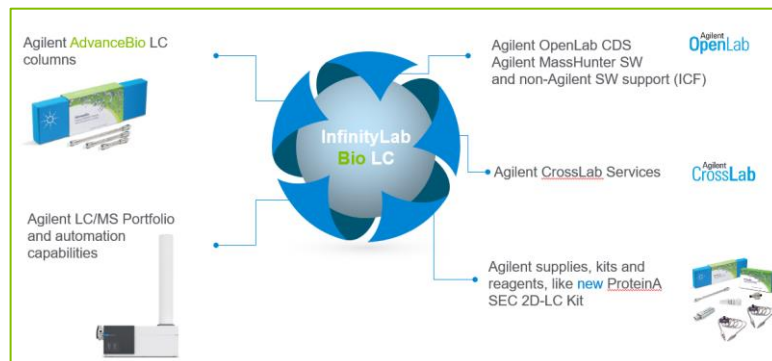 Agilent AdvanceBio LC
columns
Agilent LC/MS Portfolio
and automation
capabilities
InfinityLab
Bio LC
Agilent OpenLab CDS
Agilent MassHunter SW
and non-Agilent SW support (ICF)
Agilent
OpenLab
Agilent CrossLab Services
Agilent
CrossLab
Agilent supplies, kits and
reagents, like new ProteinA
SEC 2D-LC Kit